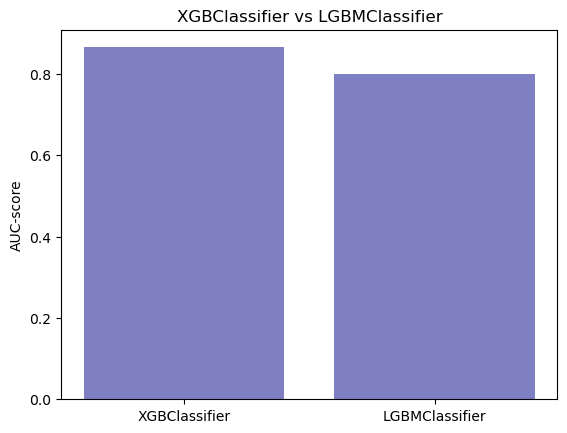 XGBClassifier vs LGBMClassifier
AUC-score
0.8
0.6
0.4
0.2
0.0
XGBClassifier
LGBMClassifier